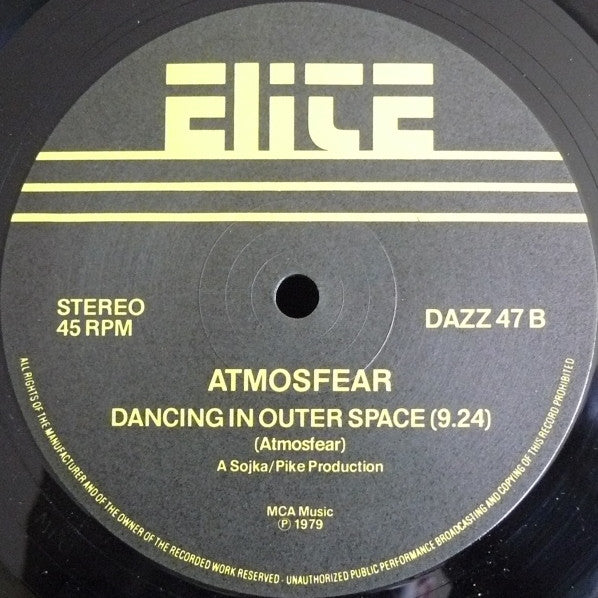 ELITE
STEREO
45 RPM
DAZZ 47 B
ATMOSFEAR
DANCING IN OUTER SPACE (9.24)
(Atmosfear)
A Sojka/Pike Production
MCA Music
℗ 1979
ALL RIGHTS OF THE MANUFACTURER AND OF THE OWNER OF THE RECORDED WORK RESERVED - UNAUTHORIZED PUBLIC PERFORMANCE BROADCASTING AND COPYING OF THIS RECORD PROHIBITED